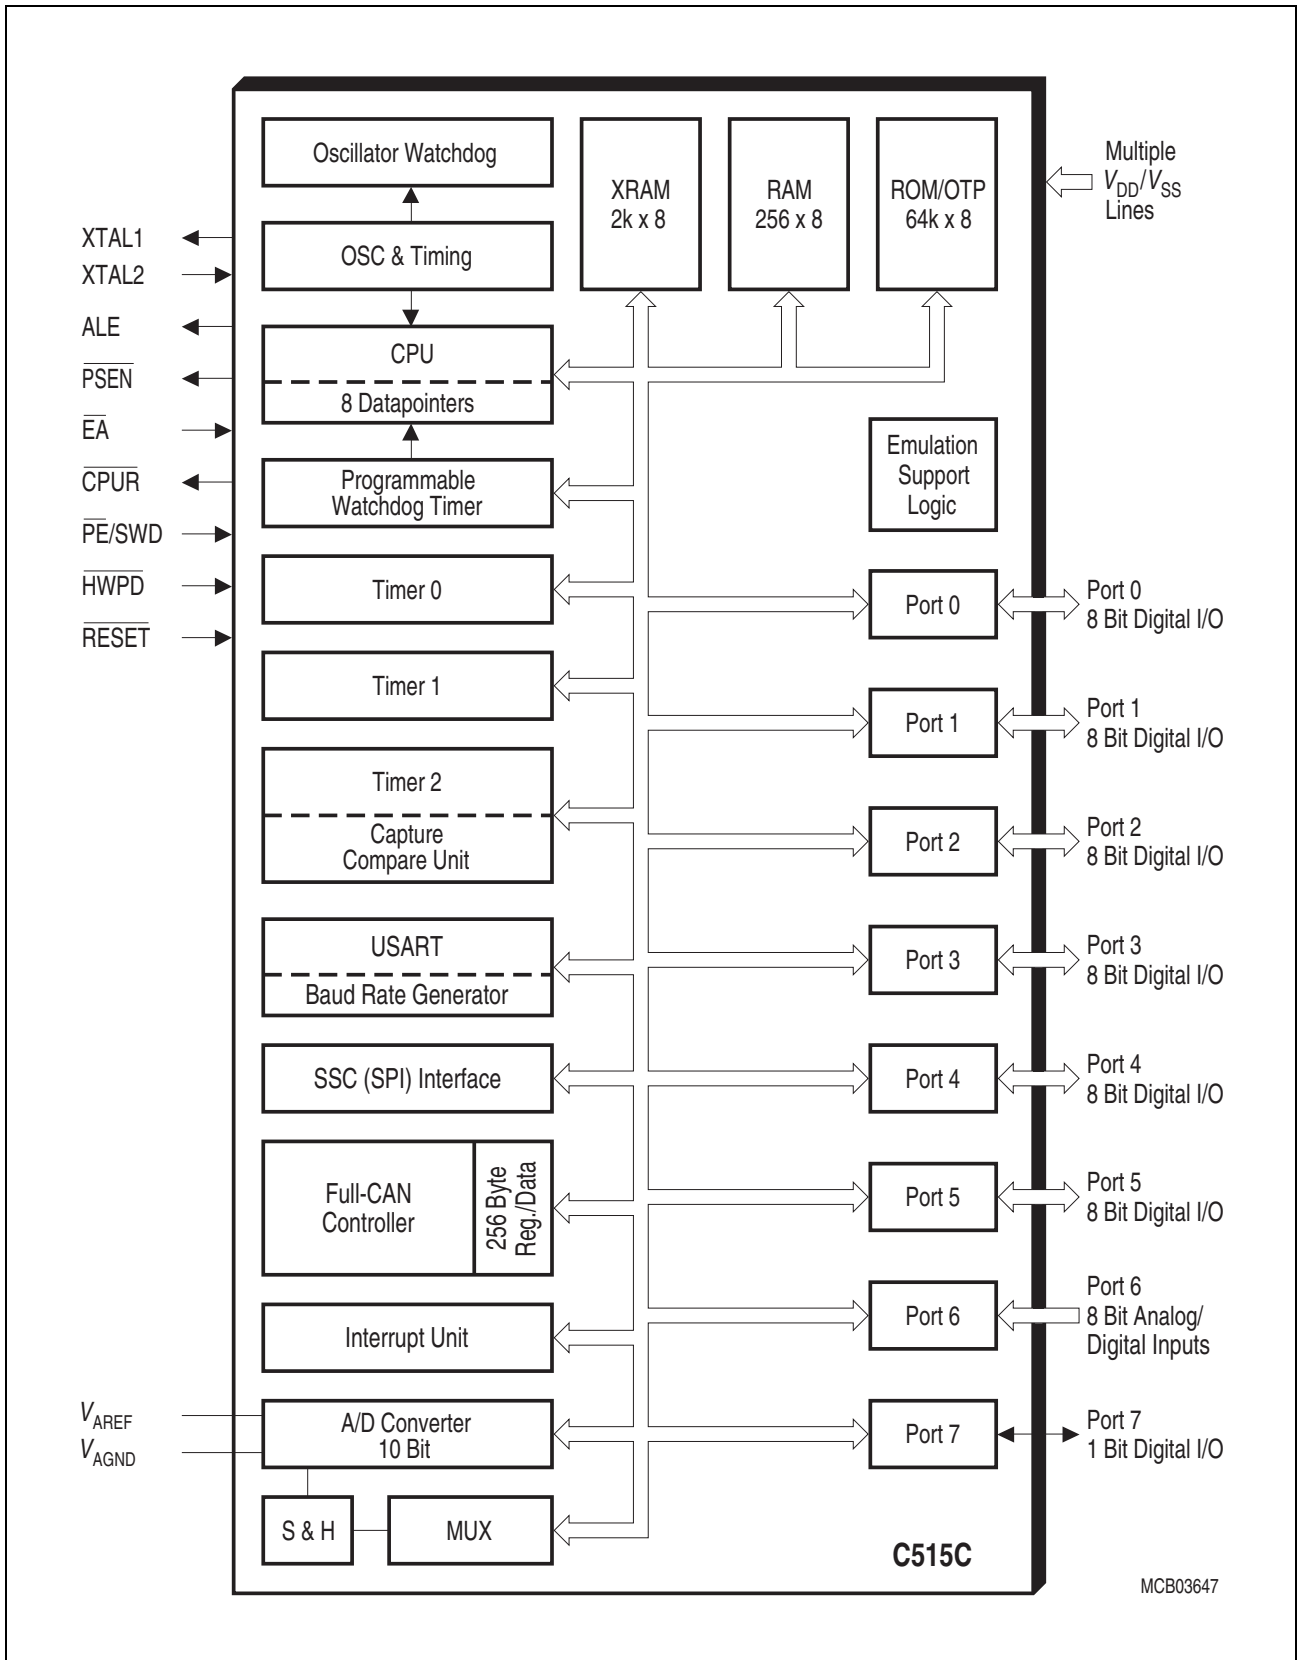 Oscillator Watchdog
OSC & Timing
CPU
8 Datapointers
Programmable
Watchdog Timer
Timer 0
Timer 1
Timer 2
Capture
Compare Unit
USART
Baud Rate Generator
SSC (SPI) Interface
Full-CAN
Controller
256 Byte
Reg./Data
Interrupt Unit
A/D Converter
10 Bit
S & H
MUX
XRAM
2k x 8
RAM
256 x 8
ROM/OTP
64k x 8
Emulation
Support
Logic
Port 0
Port 1
Port 2
Port 3
Port 4
Port 5
Port 6
Port 7
C515C
XTAL1
XTAL2
ALE
PSEN
EA
CPUR
PE/SWD
HWPD
RESET
VAREF
VAGND
Multiple
VDD/VSS
Lines
Port 0
8 Bit Digital I/O
Port 1
8 Bit Digital I/O
Port 2
8 Bit Digital I/O
Port 3
8 Bit Digital I/O
Port 4
8 Bit Digital I/O
Port 5
8 Bit Digital I/O
Port 6
8 Bit Analog/
Digital Inputs
Port 7
1 Bit Digital I/O
MCB03647